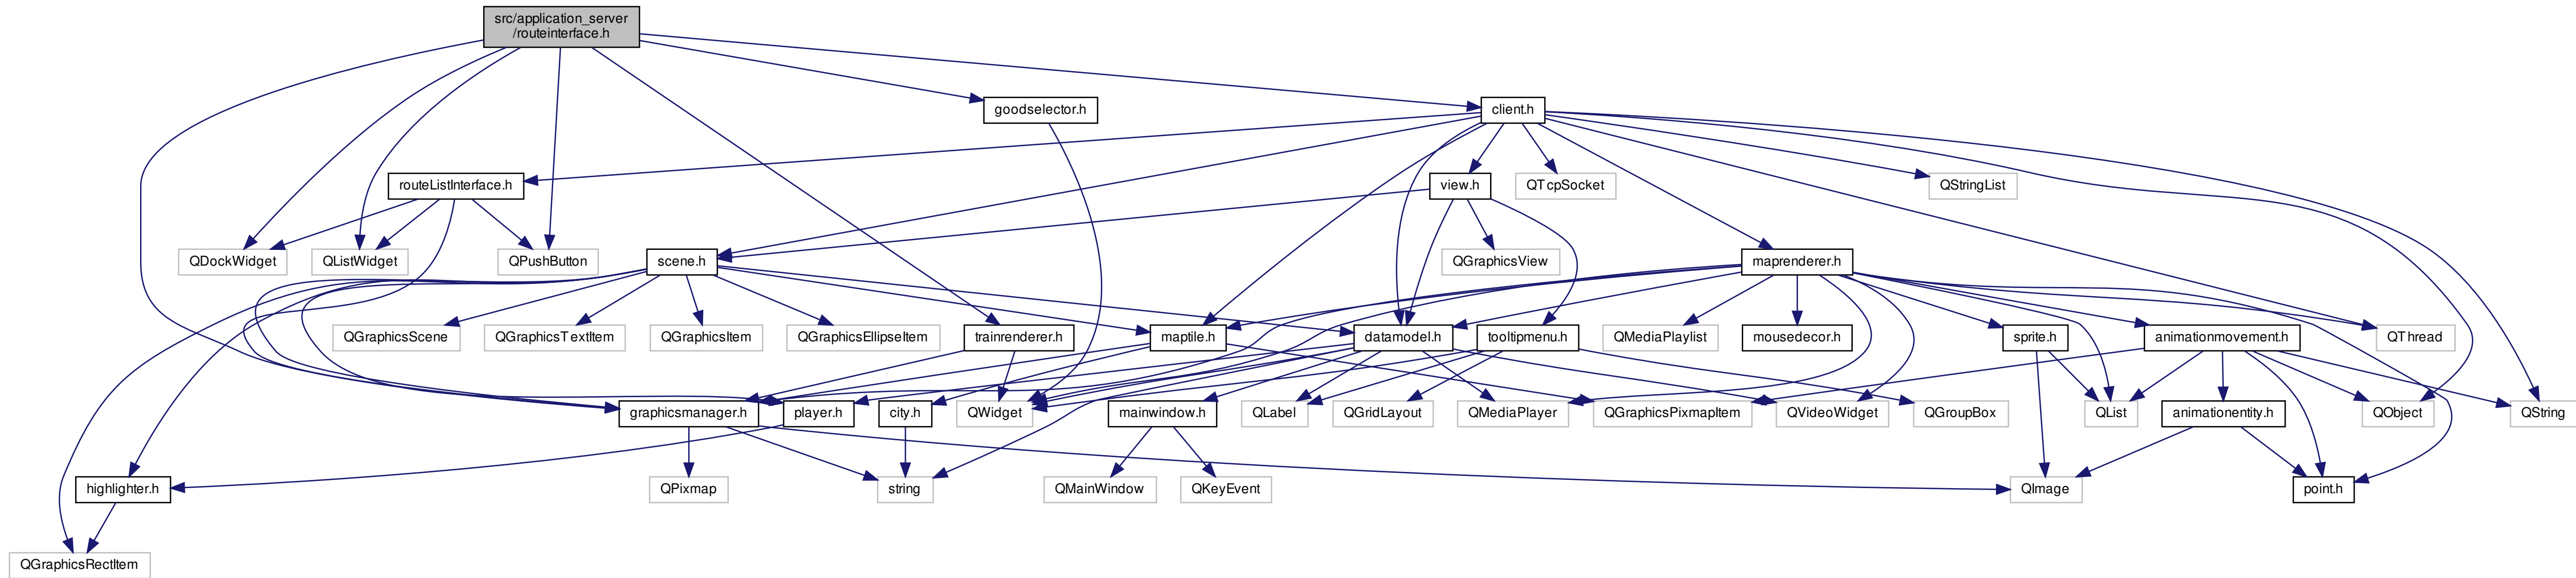 src/application_server
/routeinterface.h
goodselector.h
client.h
routeListInterface.h
view.h
QTcpSocket
QStringList
QDockWidget
QListWidget
QPushButton
scene.h
QGraphicsView
maprenderer.h
QGraphicsScene
QGraphicsTextItem
QGraphicsItem
QGraphicsEllipseItem
trainrenderer.h
maptile.h
datamodel.h
tooltipmenu.h
QMediaPlaylist
mousedecor.h
sprite.h
animationmovement.h
QThread
graphicsmanager.h
player.h
city.h
QWidget
mainwindow.h
QLabel
QGridLayout
QMediaPlayer
QGraphicsPixmapItem
QVideoWidget
QGroupBox
QList
animationentity.h
QObject
QString
highlighter.h
QPixmap
string
QMainWindow
QKeyEvent
QImage
point.h
QGraphicsRectItem